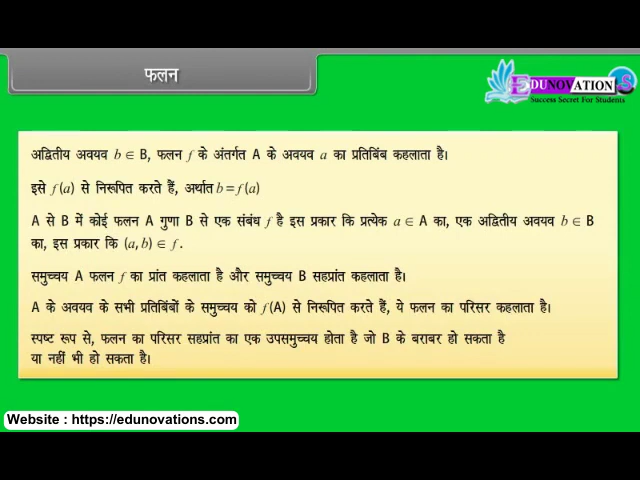 फलन
EDUNOVATIONS
Success Secret For Students
अद्वितीय अवयव b ∈ B, फलन f के अंतर्गत A के अवयव a का प्रतिबिंब कहलाता है।
इसे f(a) से निरूपित करते हैं, अर्थात b = f(a)
A से B में कोई फलन A गुणा B से एक संबंध f है इस प्रकार कि प्रत्येक a ∈ A का, एक अद्वितीय अवयव b ∈ B
का, इस प्रकार कि (a, b) ∈ f.
समुच्चय A फलन f का प्रांत कहलाता है और समुच्चय B सहप्रांत कहलाता है।
A के अवयव के सभी प्रतिबिंबों के समुच्चय को f(A) से निरूपित करते हैं, ये फलन का परिसर कहलाता है।
स्पष्ट रूप से, फलन का परिसर सहप्रांत का एक उपसमुच्चय होता है जो B के बराबर हो सकता है
या नहीं भी हो सकता है।
Website : https://edunovations.com